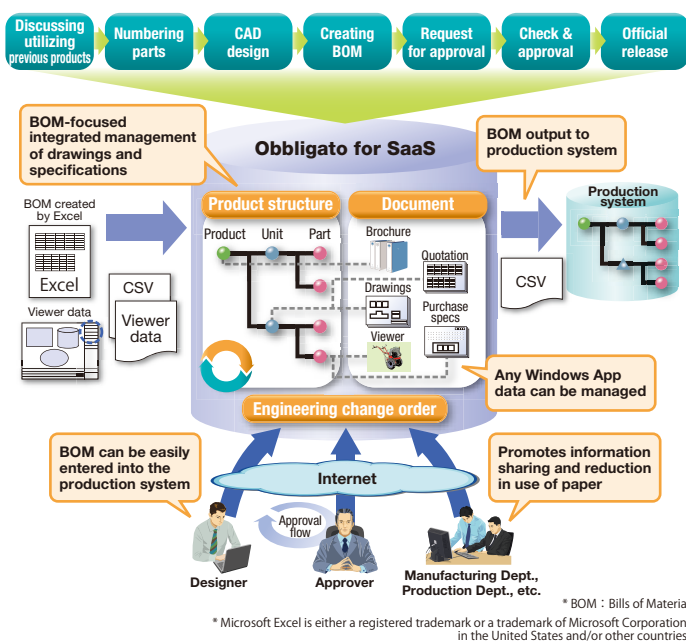 Discussing
utilizing
previous products
Numbering
parts
CAD
design
Creating
BOM
Request
for approval
Check &
approval
Official
release
BOM-focused
integrated management
of drawings and
specifications
Obbligato for SaaS
BOM output to
production system
BOM created
by Excel
Excel
Viewer data
CSV
Viewer
data
Product structure
Product Unit Part
Document
Brochure
Quotation
Drawings
Purchase
specs
Viewer
CSV
Production
system
Any Windows App
data can be managed
Engineering change order
BOM can be easily
entered into the
production system
Internet
Promotes information
sharing and reduction
in use of paper
Approval
flow
Designer
Approver
Manufacturing Dept.,
Production Dept., etc.
* BOM : Bills of Materia
* Microsoft Excel is either a registered trademark or a trademark of Microsoft Corporation
in the United States and/or other countries